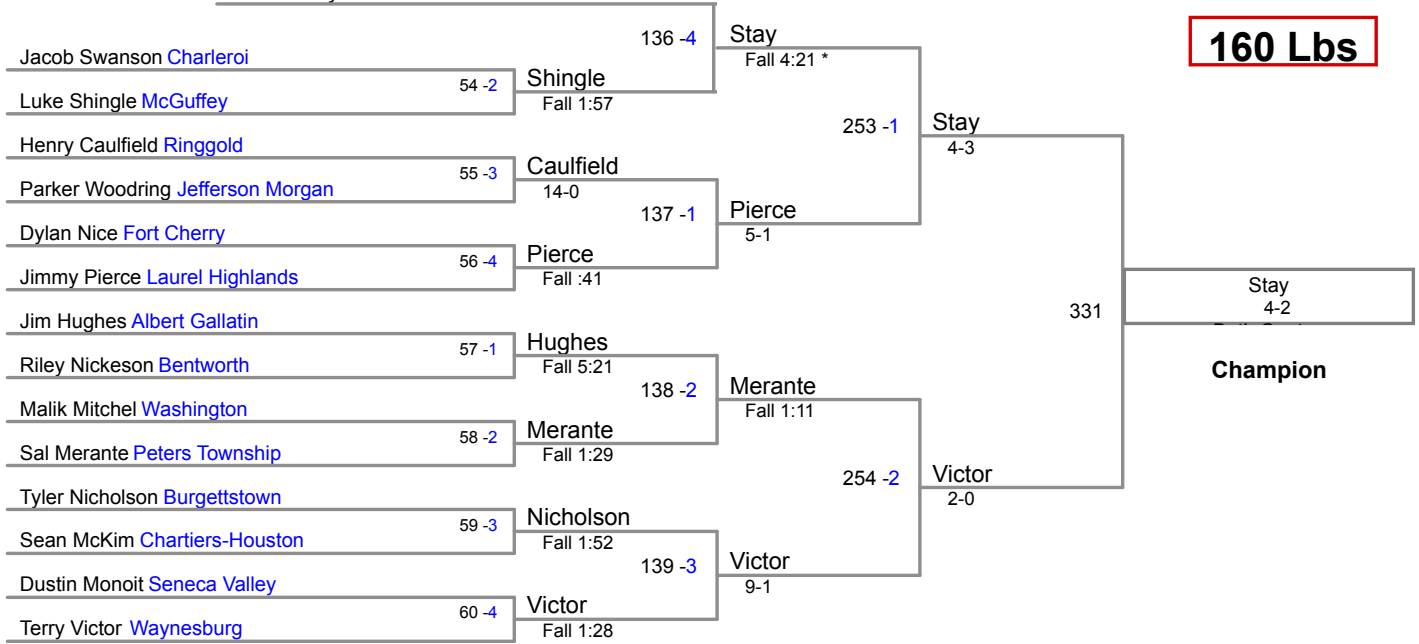 160 Lbs
Jacob Swanson Charleroi
Luke Shingle McGuffey
Henry Caulfield Ringgold
Parker Woodring Jefferson Morgan
Dylan Nice Fort Cherry
Jimmy Pierce Laurel Highlands
Jim Hughes Albert Gallatin
Riley Nickeson Bentworth
Malik Mitchel Washington
Sal Merante Peters Township
Tyler Nicholson Burgettstown
Sean McKim Chartiers-Houston
Dustin Monoit Seneca Valley
Terry Victor Waynesburg
54 -2
55 -3
56 -4
57 -1
58 -2
59 -3
60 -4
Shingle
Fall 1:57
Caulfield
14-0
Pierce
Fall :41
Hughes
Fall 5:21
Merante
Fall 1:29
Nicholson
Fall 1:52
Victor
Fall 1:28
136 -4
137 -1
138 -2
139 -3
Stay
Fall 4:21 *
Pierce
5-1
Merante
Fall 1:11
Victor
9-1
253 -1
254 -2
Stay
4-3
Victor
2-0
331
Stay
4-2
Champion